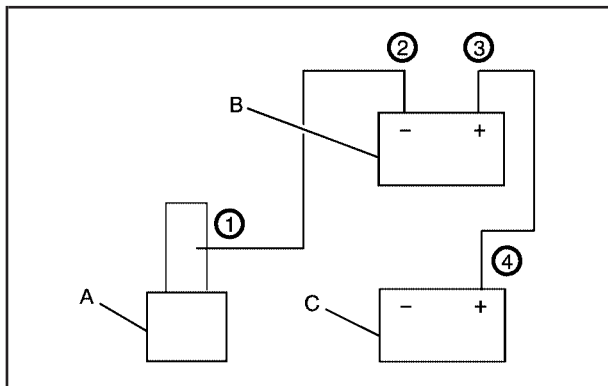 ② ③
B
− +
①
④
A
C
− +